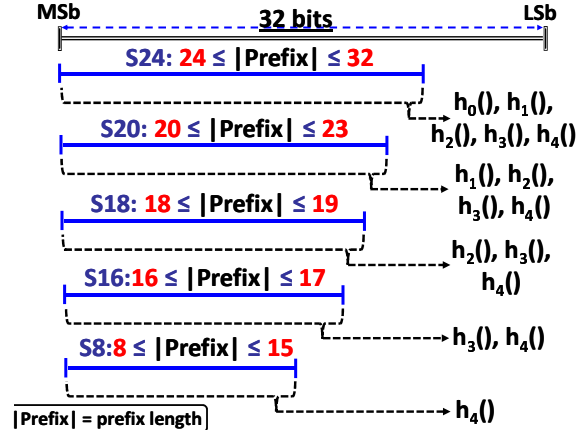 MSb 32 bits LSb
S24: 24 ≤ |Prefix| ≤ 32
h₀(), h₁(),
h₂(), h₃(), h₄()
S20: 20 ≤ |Prefix| ≤ 23
h₁(), h₂(),
h₃(), h₄()
S18: 18 ≤ |Prefix| ≤ 19
h₂(), h₃(),
h₄()
S16:16 ≤ |Prefix| ≤ 17
h₃(), h₄()
S8:8 ≤ |Prefix| ≤ 15
h₄()
|Prefix| = prefix length